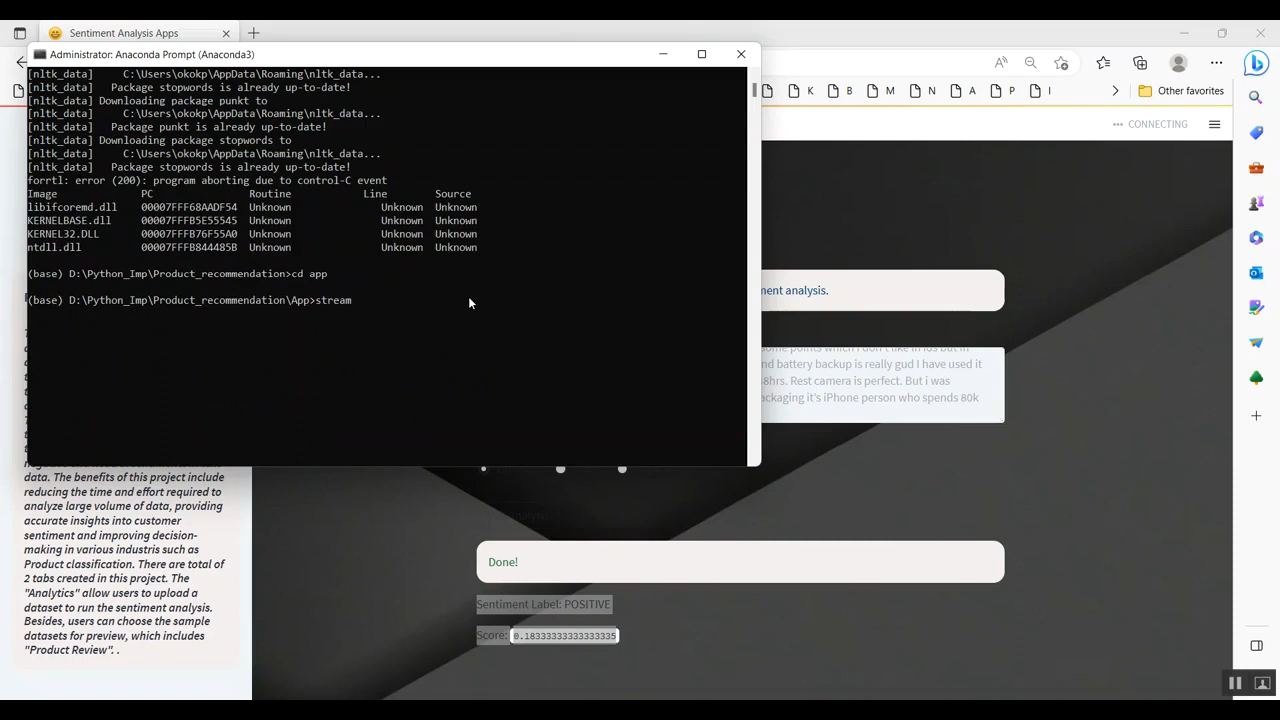 Sentiment Analysis Apps
Administrator: Anaconda Prompt (Anaconda3)
K
B
M
N
A
P
I
Other favorites
CONNECTING
[nltk_data]     C:\Users\okokp\AppData\Roaming\nltk_data...
[nltk_data]   Package stopwords is already up-to-date!
[nltk_data] Downloading package punkt to
[nltk_data]     C:\Users\okokp\AppData\Roaming\nltk_data...
[nltk_data]   Package punkt is already up-to-date!
[nltk_data] Downloading package stopwords to
[nltk_data]     C:\Users\okokp\AppData\Roaming\nltk_data...
[nltk_data]   Package stopwords is already up-to-date!
forrtl: error (200): program aborting due to control-C event
Image PC Routine Line Source
libifcoremd.dll 00007FFF68AADF54 Unknown Unknown Unknown
KERNELBASE.dll 00007FFFB5E55545 Unknown Unknown Unknown
KERNEL32.DLL 00007FFFB76F55A0 Unknown Unknown Unknown
ntdll.dll 00007FFFB844485B Unknown Unknown Unknown
(base) D:\Python_Imp\Product_recommendation>cd app
(base) D:\Python_Imp\Product_recommendation\App>stream
ment analysis.
some points which I don't like in ios but in
nd battery backup is really gud I have used it
8hrs. Rest camera is perfect. But i was
ckaging it's iPhone person who spends 80k
data. The benefits of this project include
reducing the time and effort required to
analyze large volume of data, providing
accurate insights into customer
sentiment and improving decision-
making in various industris such as
Product classification. There are total of
2 tabs created in this project. The
"Analytics" allow users to upload a
dataset to run the sentiment analysis.
Besides, users can choose the sample
datasets for preview, which includes
"Product Review". .
Done!
Sentiment Label: POSITIVE
Score: 0.18333333333333335